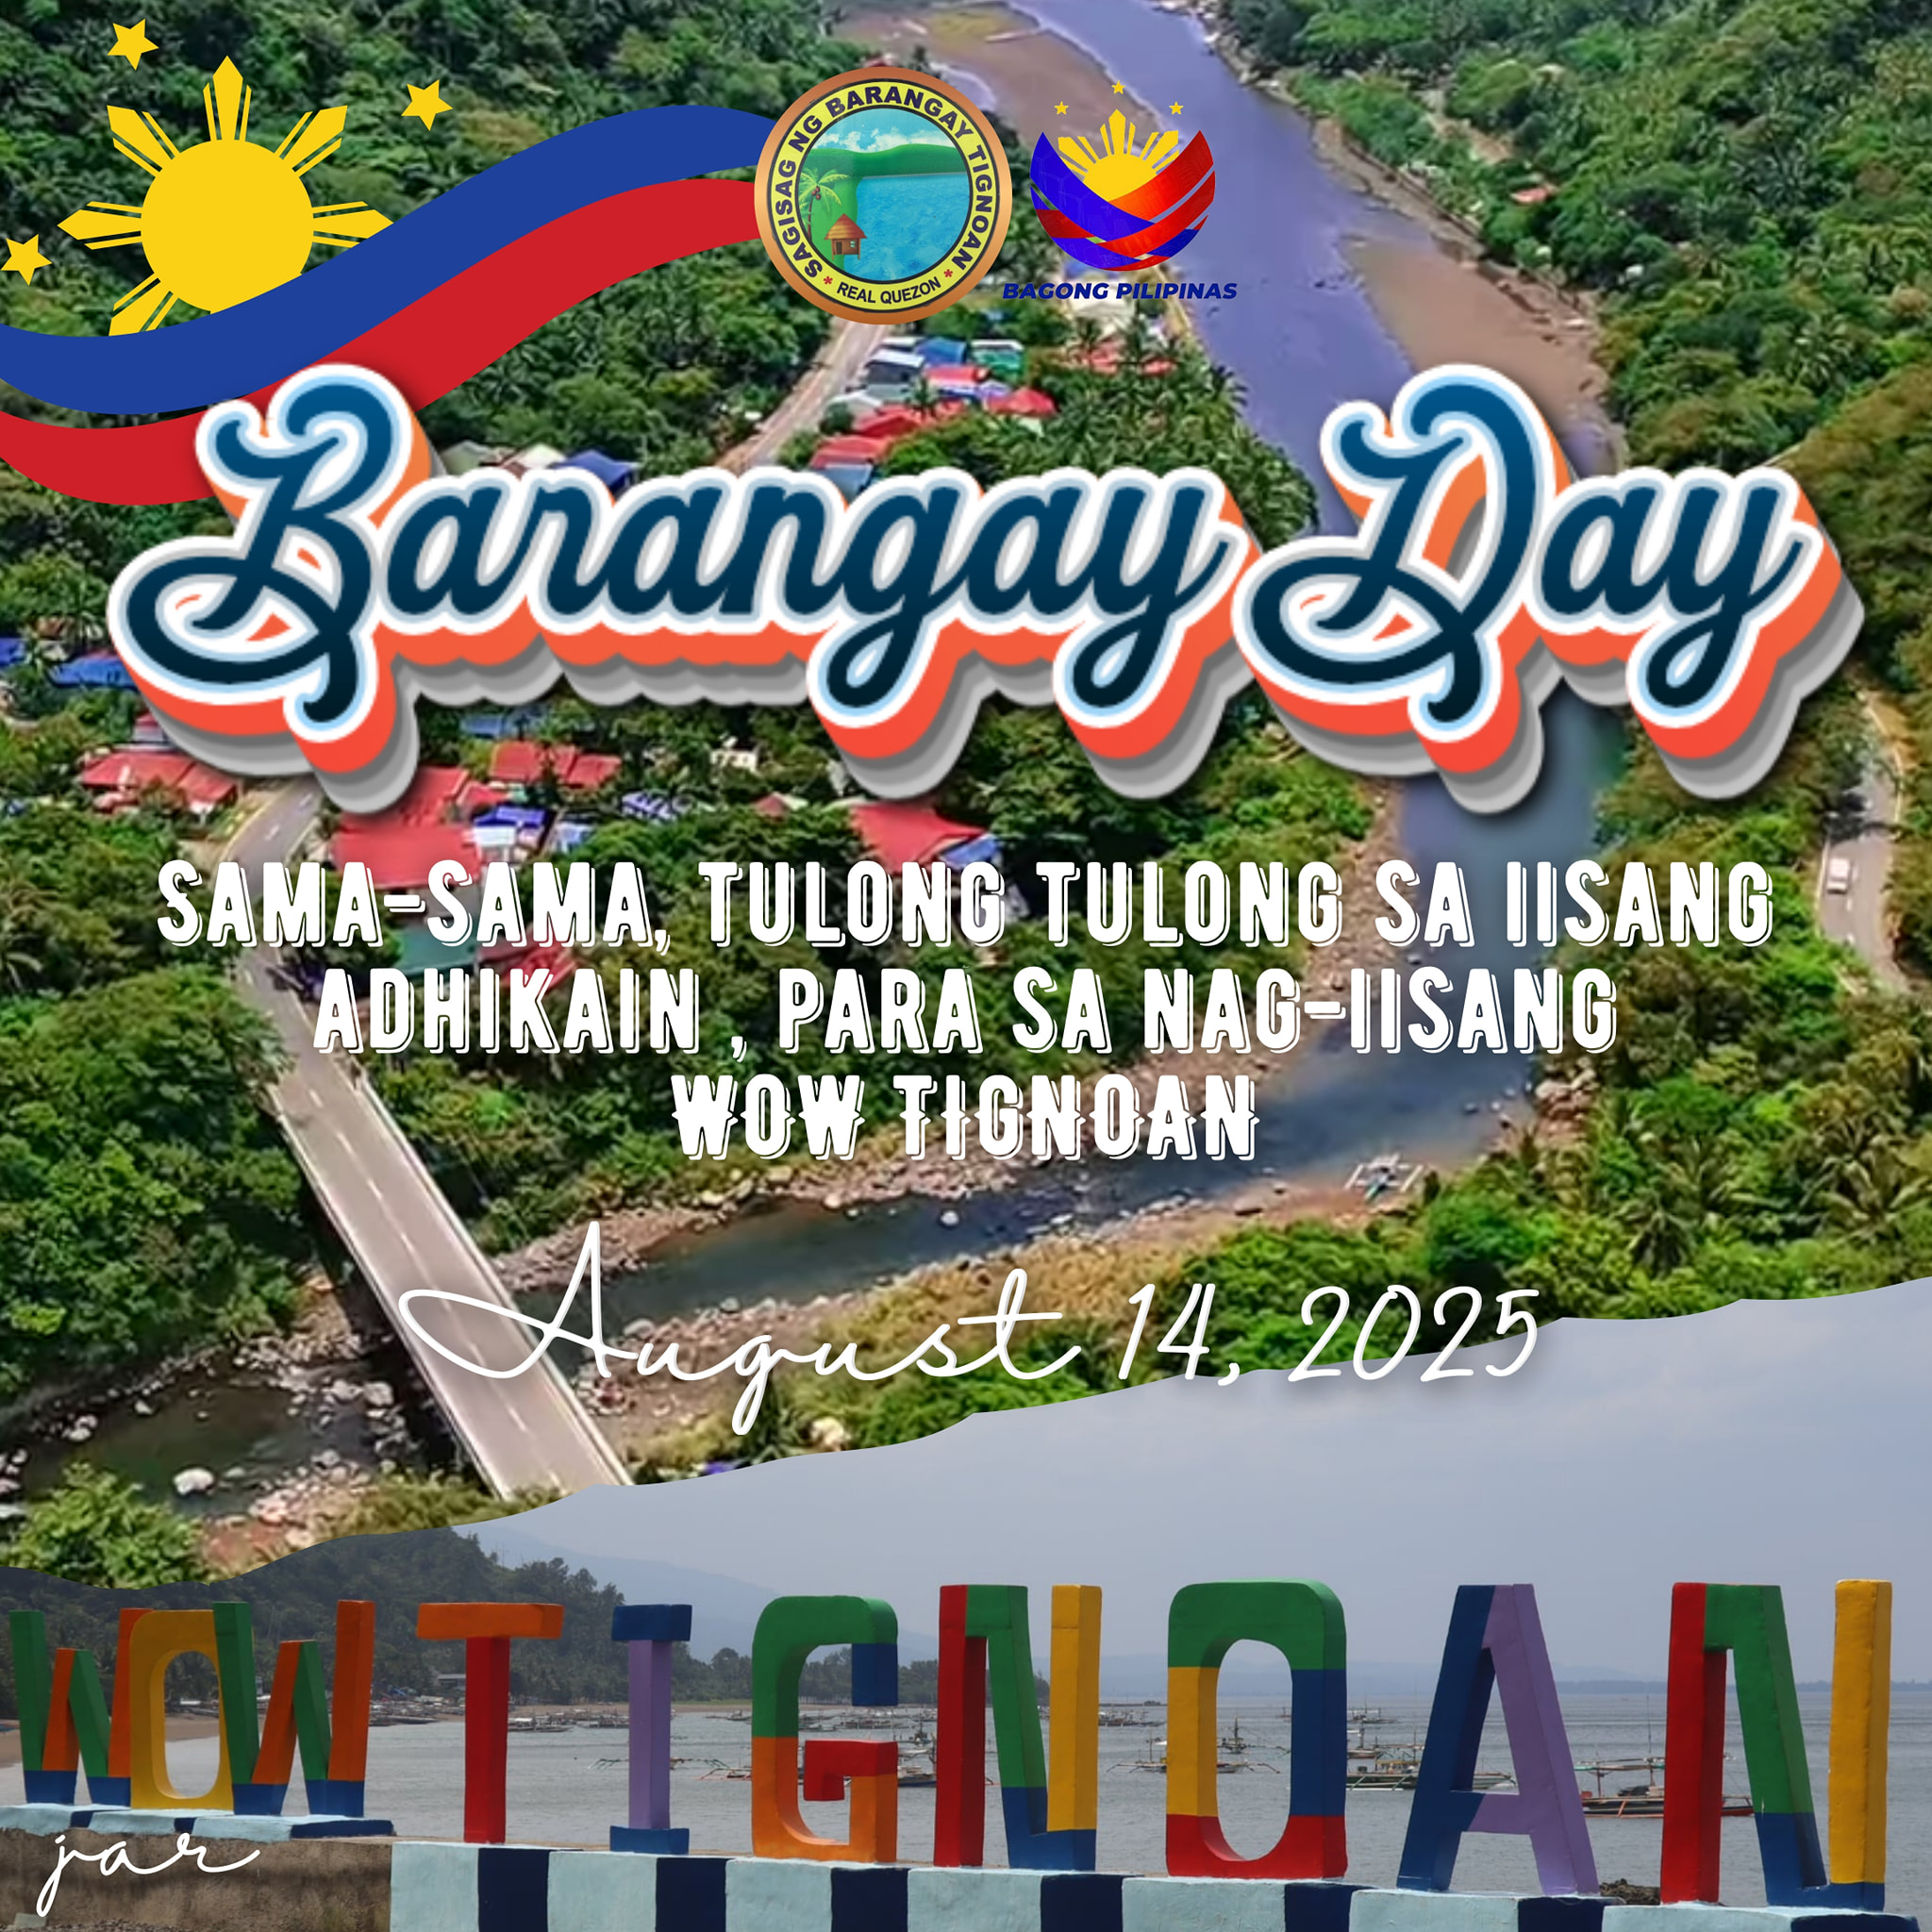 SAGISAG NG BARANGAY TIGNOAN
* REAL QUEZON *
BAGONG PILIPINAS
Barangay Day
SAMA-SAMA, TULONG TULONG SA IISANG
ADHIKAIN , PARA SA NAG-IISANG
WOW TIGNOAN
August 14, 2025
WOW TIGNOAN
jar